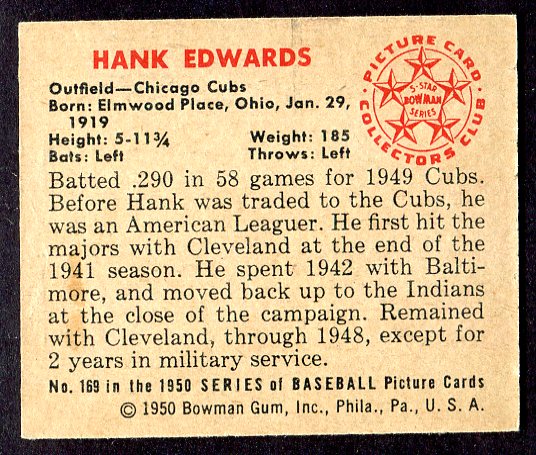 HANK EDWARDS
Outfield—Chicago Cubs
Born: Elmwood Place, Ohio, Jan. 29,
1919
Height: 5-11¾ Weight: 185
Bats: Left Throws: Left
PICTURE CARD
COLLECTORS CLUB
5-STAR
BOWMAN
SERIES
Batted .290 in 58 games for 1949 Cubs.
Before Hank was traded to the Cubs, he
was an American Leaguer. He first hit the
majors with Cleveland at the end of the
1941 season. He spent 1942 with Balti-
more, and moved back up to the Indians
at the close of the campaign. Remained
with Cleveland, through 1948, except for
2 years in military service.
No. 169 in the 1950 SERIES of BASEBALL Picture Cards
© 1950 Bowman Gum, Inc., Phila., Pa., U. S. A.